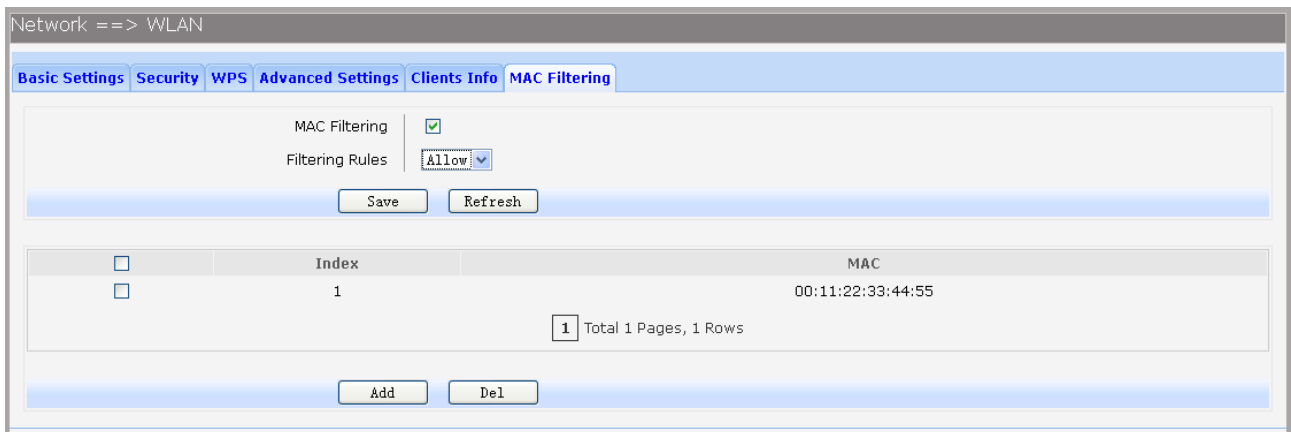 Network ==> WLAN
Basic Settings Security WPS Advanced Settings Clients Info MAC Filtering
MAC Filtering
Filtering Rules Allow
Save Refresh
Index MAC
1 00:11:22:33:44:55
1 Total 1 Pages, 1 Rows
Add Del